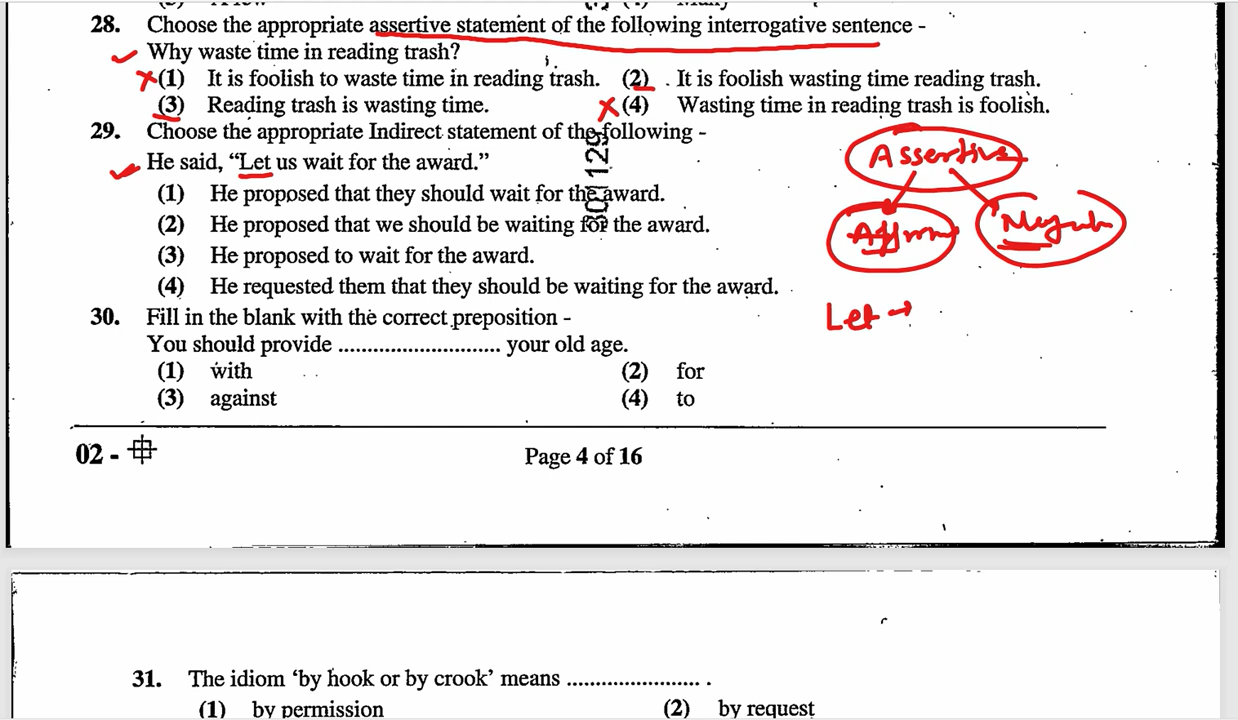 28. Choose the appropriate assertive statement of the following interrogative sentence -
Why waste time in reading trash?
(1) It is foolish to waste time in reading trash. (2) It is foolish wasting time reading trash.
(3) Reading trash is wasting time. (4) Wasting time in reading trash is foolish.
29. Choose the appropriate Indirect statement of the following -
He said, “Let us wait for the award.”
(1) He proposed that they should wait for the award.
(2) He proposed that we should be waiting for the award.
(3) He proposed to wait for the award.
(4) He requested them that they should be waiting for the award.
Assertive
Let →
30. Fill in the blank with the correct preposition -
You should provide ............................ your old age.
(1) with (2) for
(3) against (4) to
02 -
Page 4 of 16
31. The idiom ‘by hook or by crook’ means ....................... .
(1) by permission (2) by request